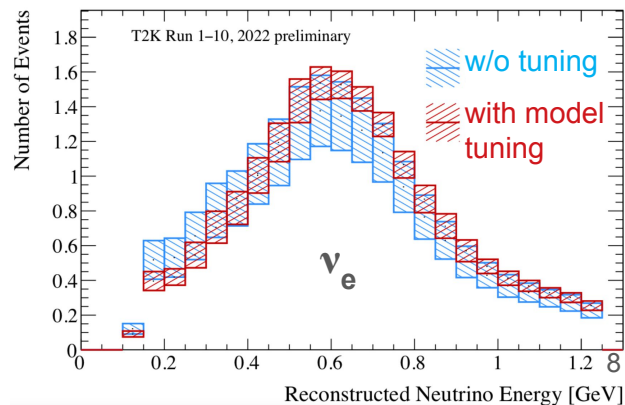 T2K Run 1–10, 2022 preliminary
w/o tuning
with model
tuning
Number of Events
1.8
1.6
1.4
1.2
1
0.8
0.6
0.4
0.2
0
νe
0 0.2 0.4 0.6 0.8 1 1.2
8
Reconstructed Neutrino Energy [GeV]